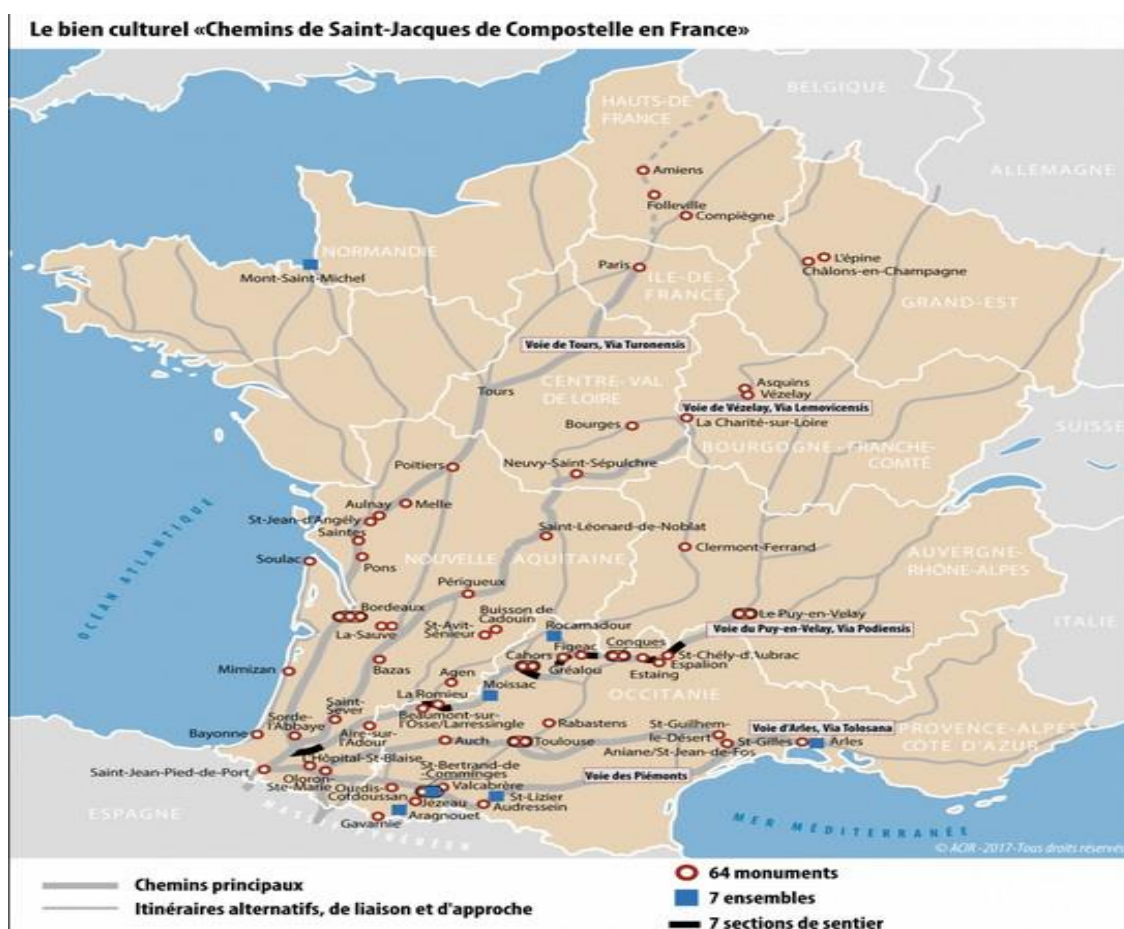 Le bien culturel «Chemins de Saint-Jacques de Compostelle en France»
BELGIQUE
HAUTS-DE-
FRANCE
ALLEMAGNE
Amiens
Folleville
Compiègne
NORMANDIE
Mont-Saint-Michel
Paris
ÎLE-DE-
FRANCE
L'épine
Châlons-en-Champagne
GRAND-EST
Voie de Tours, Via Turonensis
Tours
CENTRE-VAL
DE LOIRE
Asquins
Vézelay
Voie de Vézelay, Via Lemovicensis
La Charité-sur-Loire
Bourges
BOURGOGNE-FRANCHE-
COMTÉ
SUISSE
Neuvy-Saint-Sépulchre
Poitiers
OCÉAN ATLANTIQUE
Melle
Aulnay
St-Jean-d'Angély
Saintes
Pons
Soulac
Saint-Léonard-de-Noblat
NOUVELLE AQUITAINE
Clermont-Ferrand
AUVERGNE-
RHÔNE-ALPES
Périgueux
Bordeaux
La-Sauve
Buisson de
Cadouin
St-Avit-
Sénieur
Rocamadour
Le Puy-en-Velay
Voie du Puy-en-Velay, Via Podiensis
ITALIE
Figeac
Conques
Cahors
Gréalou
St-Chély-d'Aubrac
Espalion
Estaing
Mimizan
Bazas
Agen
Moissac
OCCITANIE
La Romieu
Beaumont-sur-
l'Osse/Larressingle
Saint-
Sever
Sorde-
l'Abbaye
Aire-sur-
l'Adour
Bayonne
Rabastens
Auch
Toulouse
St-Guilhem-
le-Désert
Aniane/St-Jean-de-Fos
Voie d'Arles, Via Tolosana
St-Gilles
Arles
PROVENCE-ALPES
CÔTE D'AZUR
Saint-Jean-Pied-de-Port
L'Hôpital-St-Blaise
Oloron-
Ste-Marie
Ourdis-
Cotdoussan
St-Bertrand-de
-Comminges
Valcabrère
Voie des Piémonts
Jézeau
St-Lizier
Audressein
Aragnouet
Gavarnie
ESPAGNE
MER MÉDITERRANÉE
© ACIR -2017-Tous droits réservés
Chemins principaux
Itinéraires alternatifs, de liaison et d'approche
64 monuments
7 ensembles
7 sections de sentier